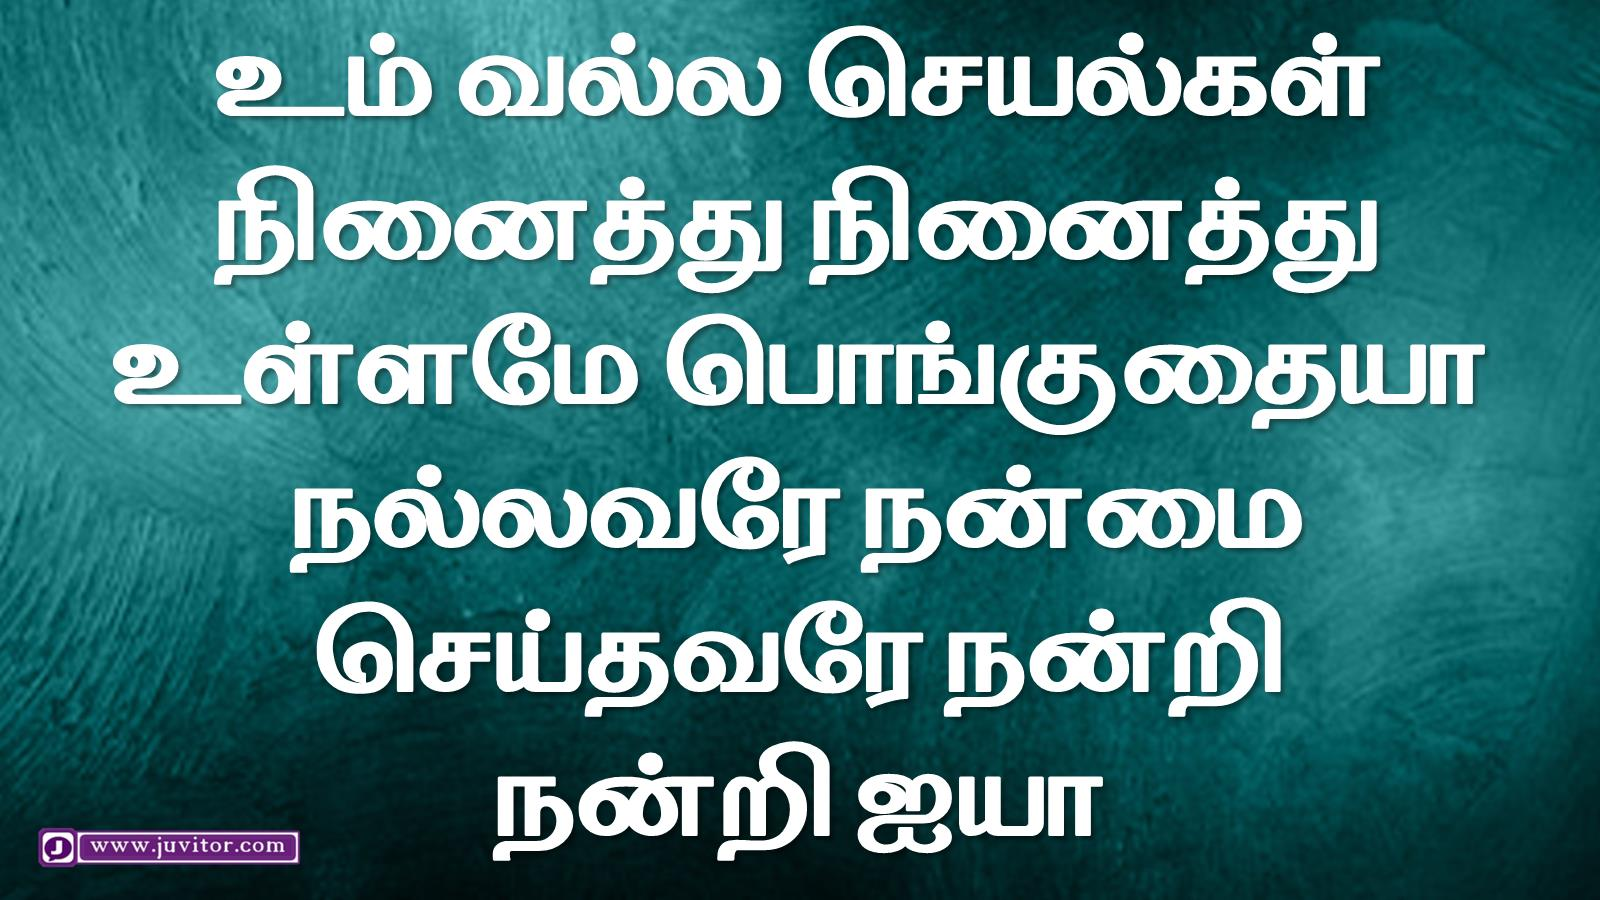 உம் வல்ல செயல்கள்
நினைத்து நினைத்து
உள்ளமே பொங்குதையா
நல்லவரே நன்மை
செய்தவரே நன்றி
நன்றி ஐயா
www.juvitor.com